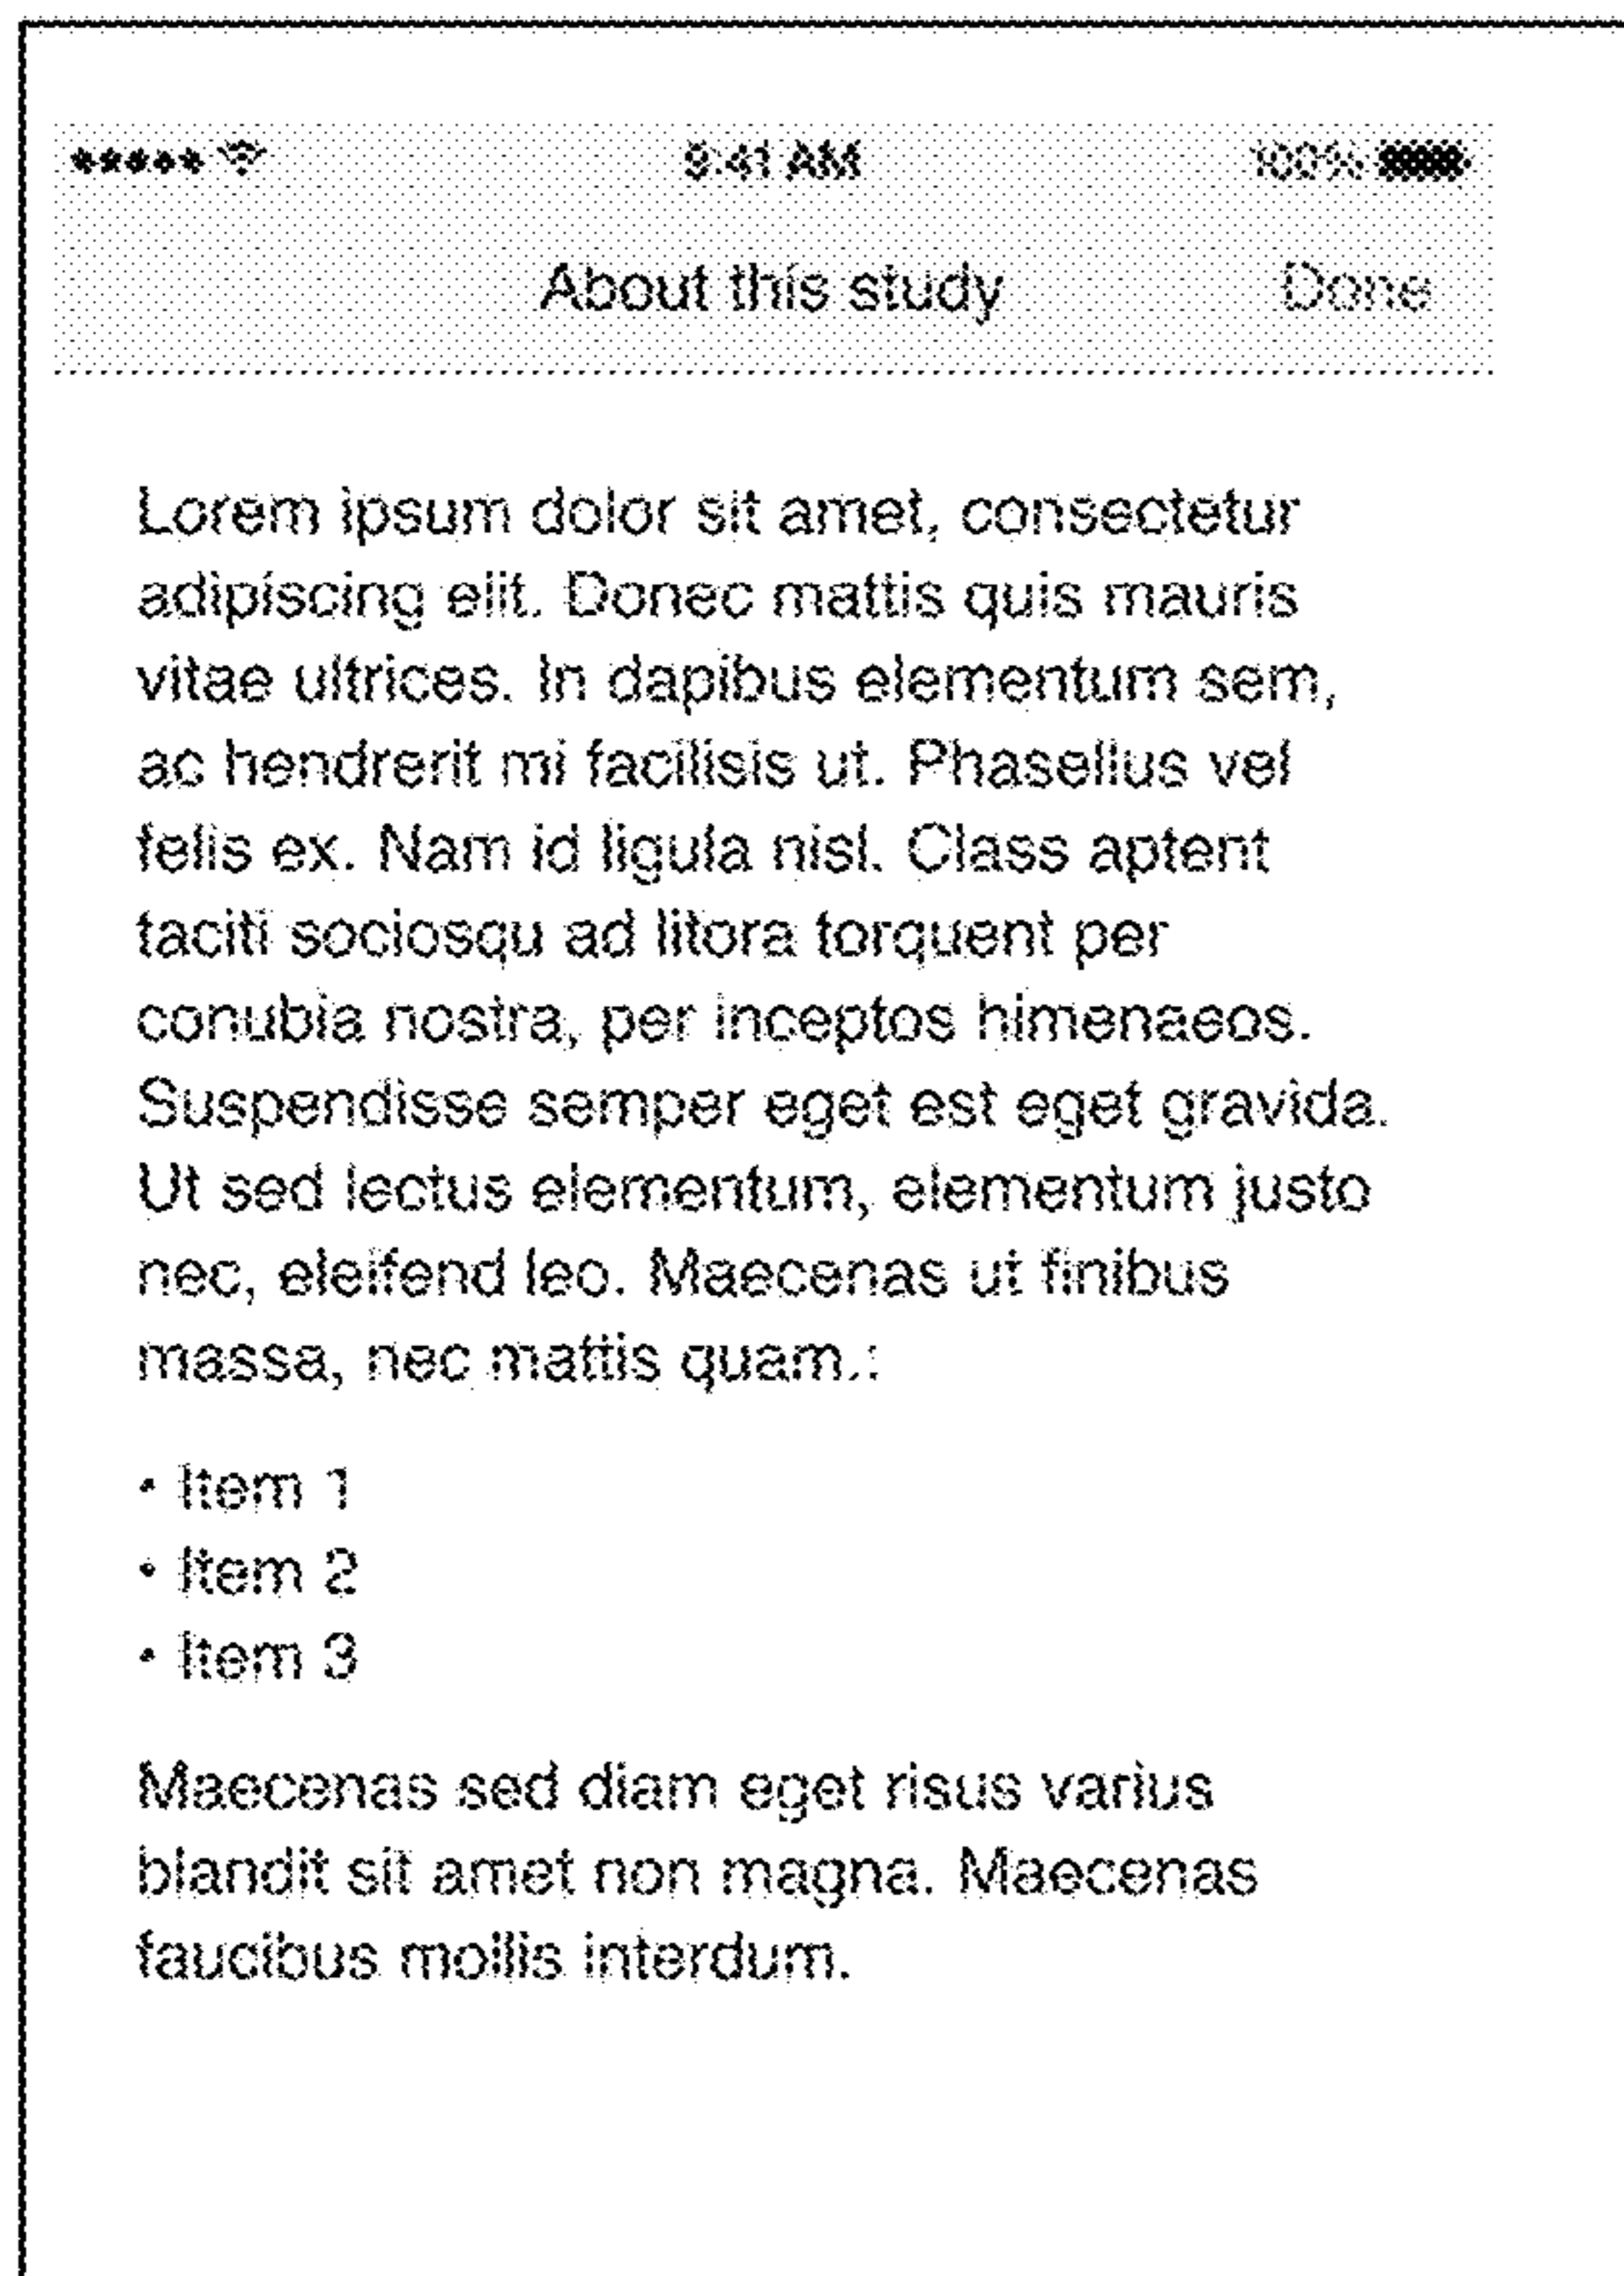 9:41 AM 100%
About this study Done
Lorem ipsum dolor sit amet, consectetur
adipiscing elit. Donec mattis quis mauris
vitae ultrices. In dapibus elementum sem,
ac hendrerit mi facilisis ut. Phasellus vel
felis ex. Nam id ligula nisl. Class aptent
taciti sociosqu ad litora torquent per
conubia nostra, per inceptos himenaeos.
Suspendisse semper eget est eget gravida.
Ut sed lectus elementum, elementum justo
nec, eleifend leo. Maecenas ut finibus
massa, nec mattis quam.:
• Item 1
• Item 2
• Item 3
Maecenas sed diam eget risus varius
blandit sit amet non magna. Maecenas
faucibus mollis interdum.